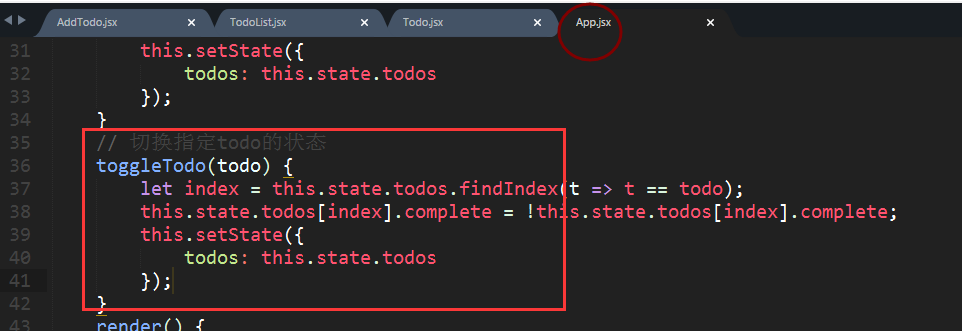 AddTodo.jsx
TodoList.jsx
Todo.jsx
App.jsx
31 this.setState({
32 todos: this.state.todos
33 });
34 }
35 // 切换指定todo的状态
36 toggleTodo(todo) {
37 let index = this.state.todos.findIndex(t => t == todo);
38 this.state.todos[index].complete = !this.state.todos[index].complete;
39 this.setState({
40 todos: this.state.todos
41 });
42 }
43 render() {